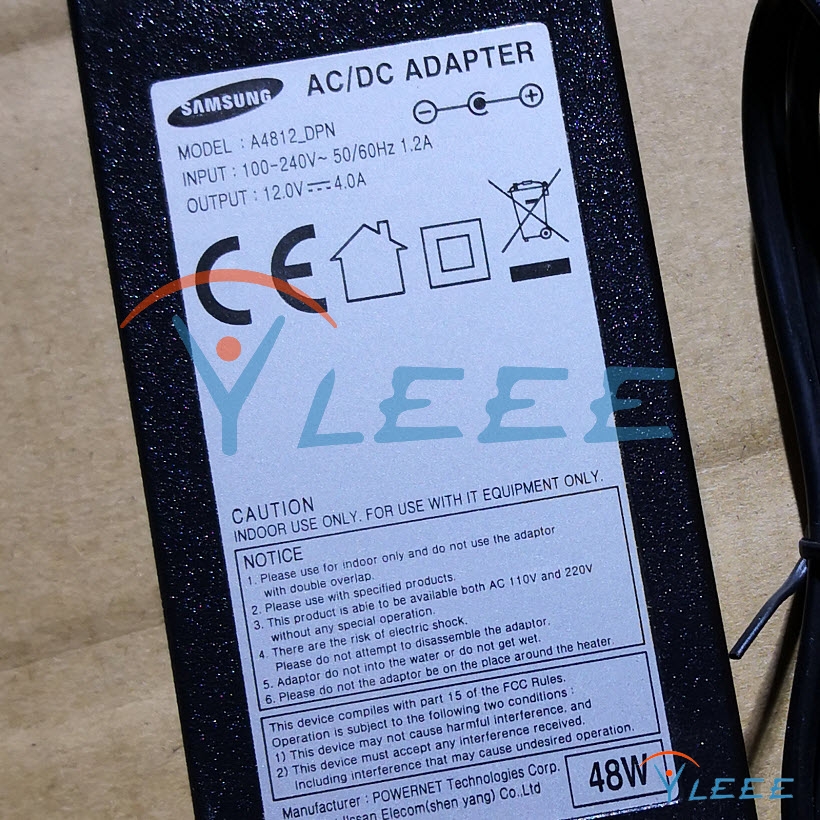 SAMSUNG
AC/DC ADAPTER
MODEL : A4812_DPN
INPUT : 100-240V~ 50/60Hz 1.2A
OUTPUT : 12.0V⎓4.0A
CE
YLEEE
CAUTION
INDOOR USE ONLY. FOR USE WITH IT EQUIPMENT ONLY.
NOTICE
1. Please use for indoor only and do not use the adaptor
with double overlap.
2. Please use with specified products.
3. This product is able to be available both AC 110V and 220V
without any special operation.
4. There are the risk of electric shock.
Please do not attempt to disassemble the adaptor.
5. Adaptor do not into the water or do not get wet.
6. Please do not the adaptor be on the place around the heater.
This device compiles with part 15 of the FCC Rules.
Operation is subject to the following two conditions :
1) This device may not cause harmful interference, and
2) This device must accept any interference received.
Including interference that may cause undesired operation.
Manufacturer : POWERNET Technologies Corp.
Elecom(shen yang) Co.,Ltd
48W
YLEEE